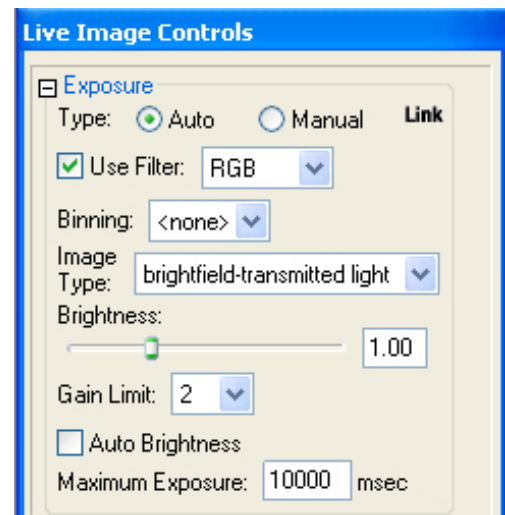 Live Image Controls
Exposure
Type: Auto Manual Link
Use Filter: RGB
Binning: <none>
Image
Type: brightfield-transmitted light
Brightness:
1.00
Gain Limit: 2
Auto Brightness
Maximum Exposure: 10000 msec